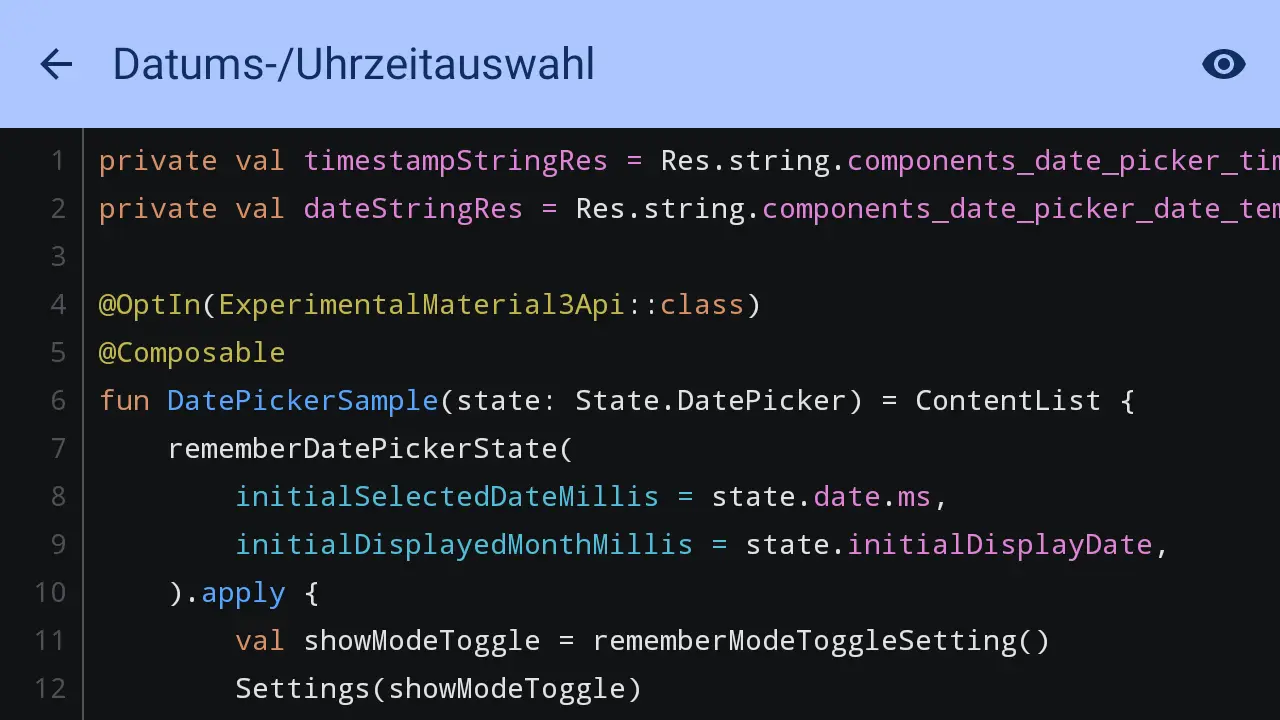 Datums-/Uhrzeitauswahl
1 private val timestampStringRes = Res.string.components_date_picker_tim
2 private val dateStringRes = Res.string.components_date_picker_date_tem
3
4 @OptIn(ExperimentalMaterial3Api::class)
5 @Composable
6 fun DatePickerSample(state: State.DatePicker) = ContentList {
7     rememberDatePickerState(
8         initialSelectedDateMillis = state.date.ms,
9         initialDisplayedMonthMillis = state.initialDisplayDate,
10     ).apply {
11         val showModeToggle = rememberModeToggleSetting()
12         Settings(showModeToggle)